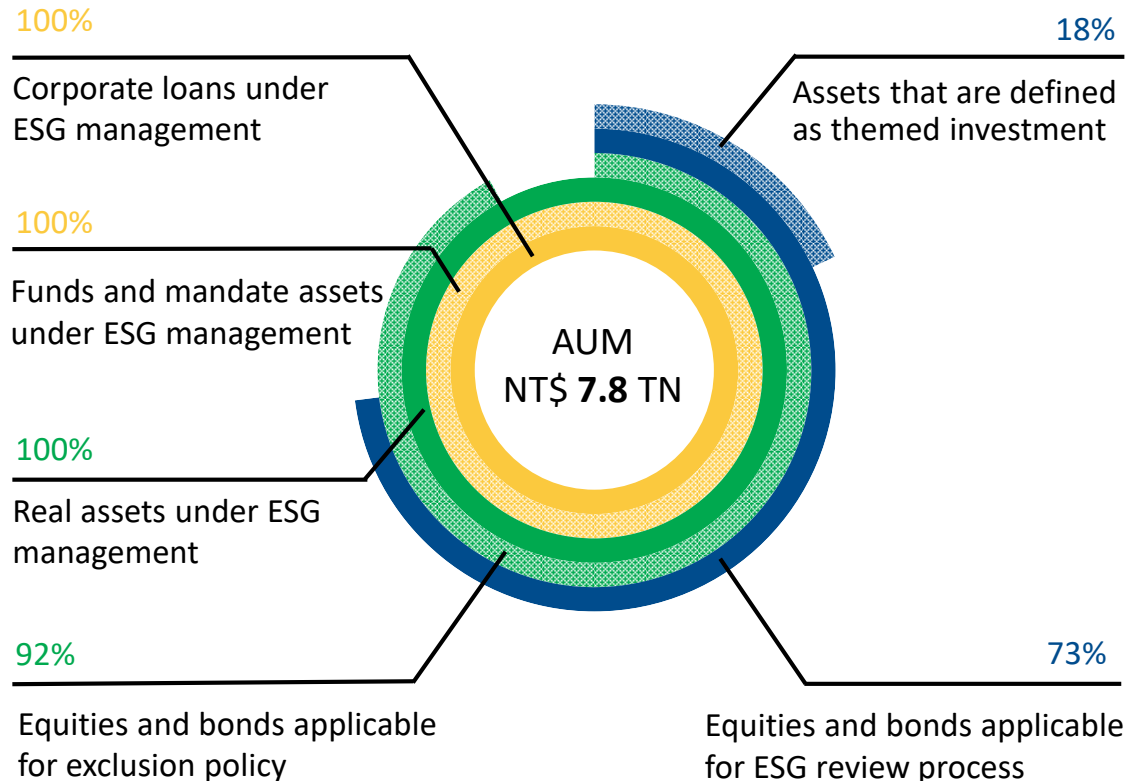 100%
Corporate loans under
ESG management
100%
Funds and mandate assets
under ESG management
100%
Real assets under ESG
management
92%
Equities and bonds applicable
for exclusion policy
AUM
NT$ 7.8 TN
18%
Assets that are defined
as themed investment
73%
Equities and bonds applicable
for ESG review process